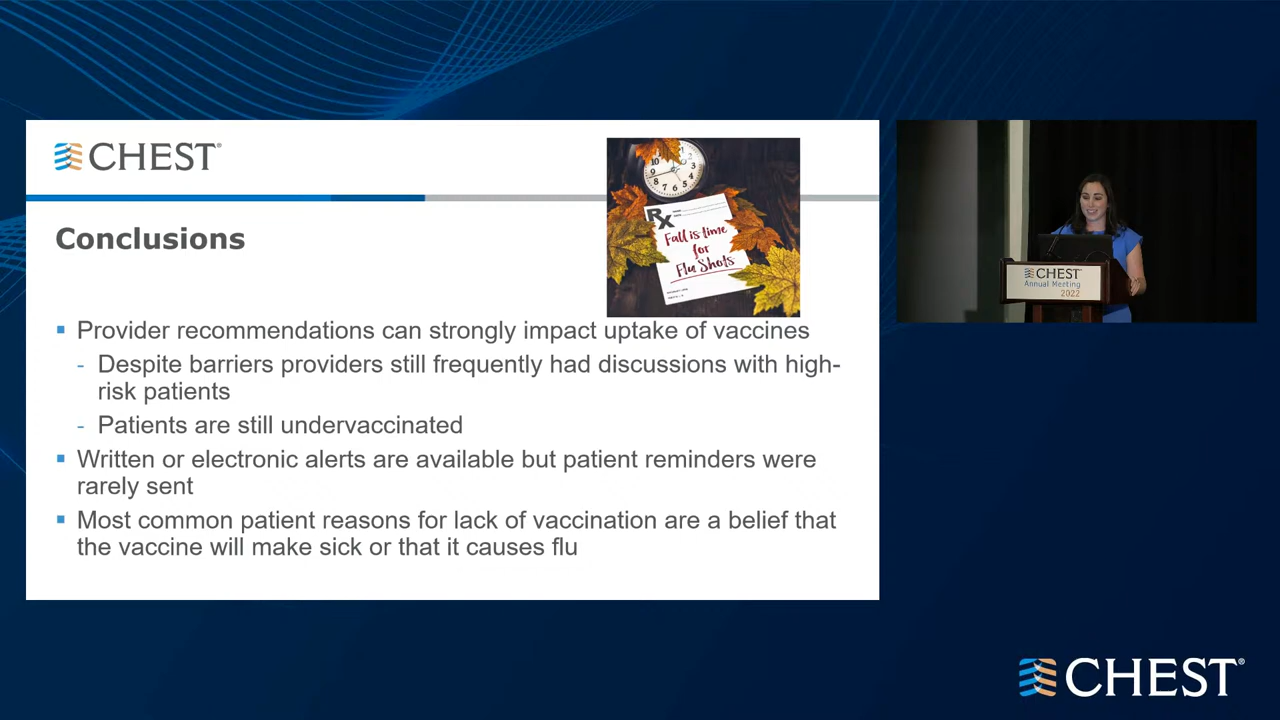 CHEST®
Conclusions
Rx
Fall is time
for
Flu Shots
▪ Provider recommendations can strongly impact uptake of vaccines
- Despite barriers providers still frequently had discussions with high-
risk patients
- Patients are still undervaccinated
▪ Written or electronic alerts are available but patient reminders were
rarely sent
▪ Most common patient reasons for lack of vaccination are a belief that
the vaccine will make sick or that it causes flu
CHEST
Annual Meeting
2022
CHEST®